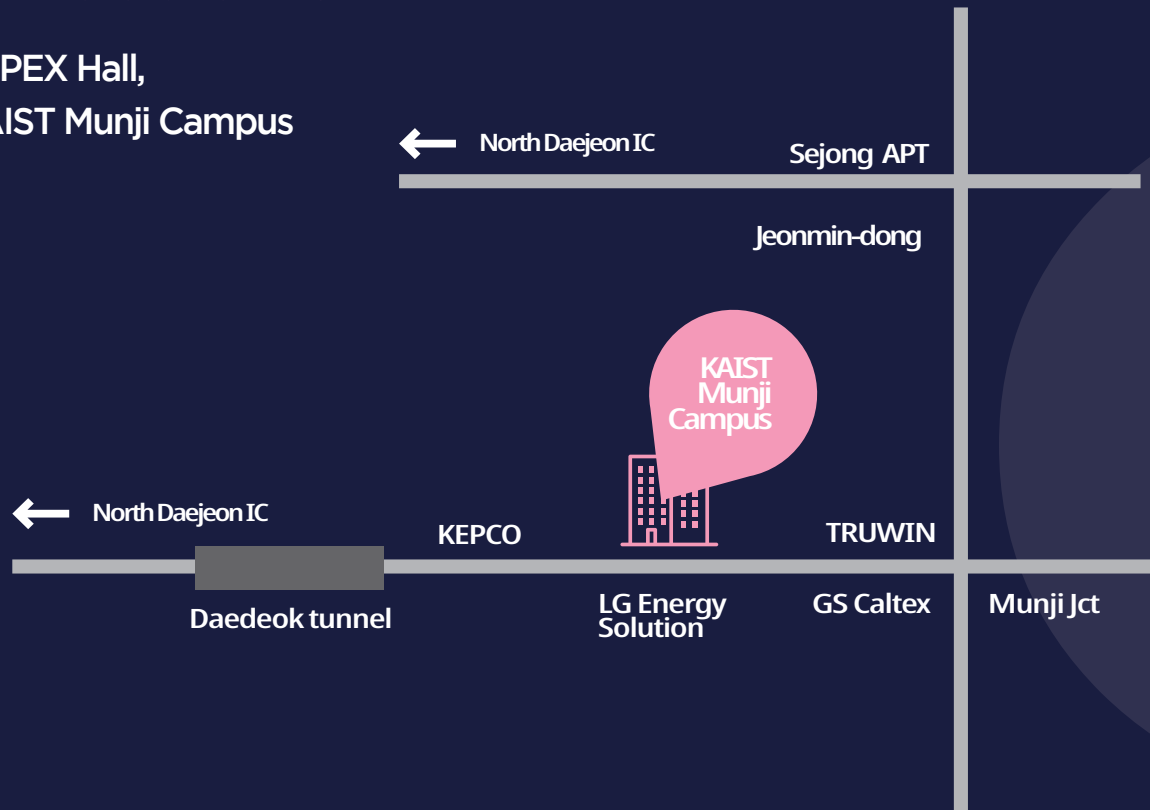 PEX Hall,
AIST Munji Campus
North Daejeon IC
Sejong APT
Jeonmin-dong
KAIST
Munji
Campus
North Daejeon IC
KEPCO
TRUWIN
Daedeok tunnel
LG Energy
Solution
GS Caltex
Munji Jct